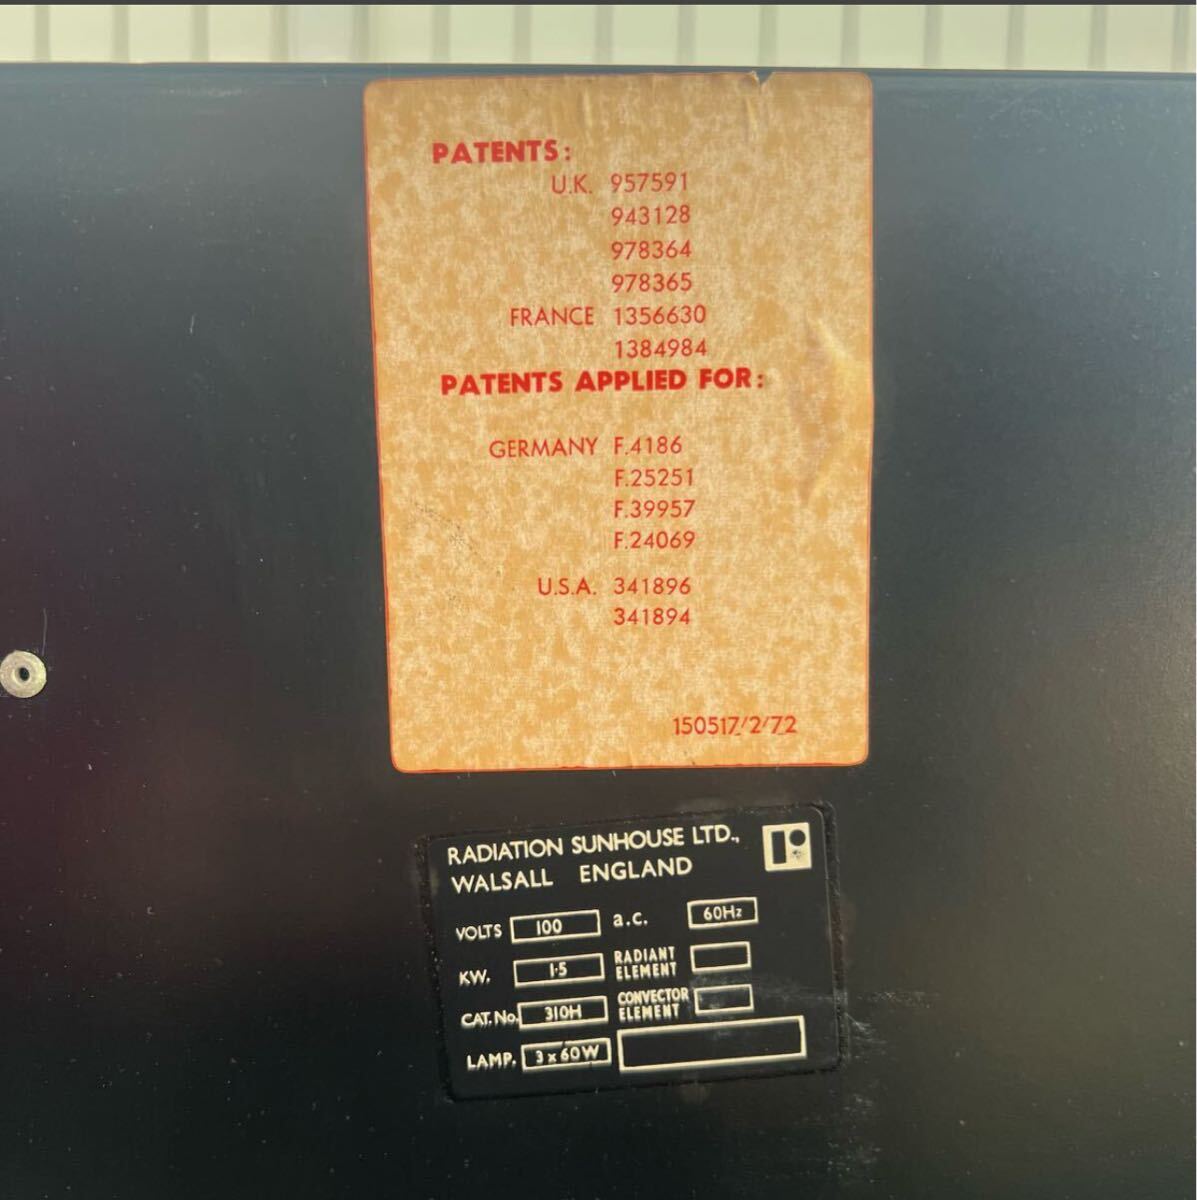 PATENTS:
U.K. 957591
943128
978364
978365
FRANCE 1356630
1384984
PATENTS APPLIED FOR:
GERMANY F.4186
F.25251
F.39957
F.24069
U.S.A. 341896
341894
150517/2/72
RADIATION SUNHOUSE LTD.,
WALSALL ENGLAND
VOLTS 100 a.c. 60Hz
KW. 1·5 RADIANT ELEMENT
CAT. No. 310H CONVECTOR ELEMENT
LAMP. 3 x 60W